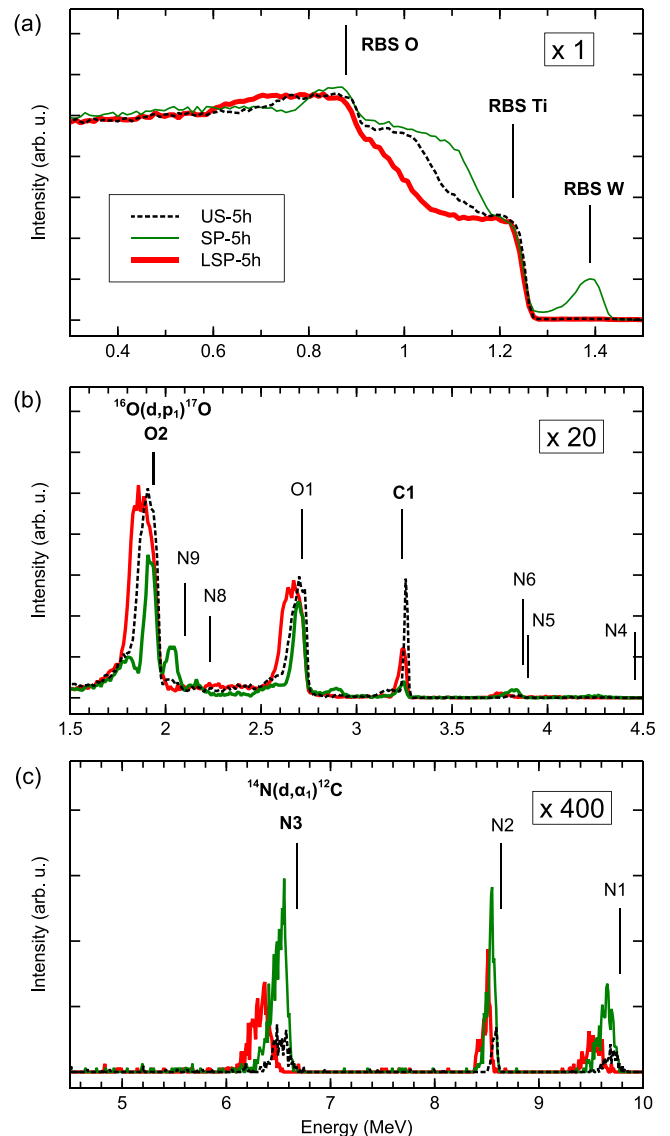 (a)
RBS O
x 1
RBS Ti
RBS W
Intensity (arb. u.)
US-5h
SP-5h
LSP-5h
0.4 0.6 0.8 1 1.2 1.4
(b)
¹⁶O(d,p₁)¹⁷O
O2
x 20
O1
C1
N9
N8
N6
N5
N4
Intensity (arb. u.)
1.5 2 2.5 3 3.5 4 4.5
(c)
¹⁴N(d,α₁)¹²C
x 400
N3
N2
N1
Intensity (arb. u.)
5 6 7 8 9 10
Energy (MeV)